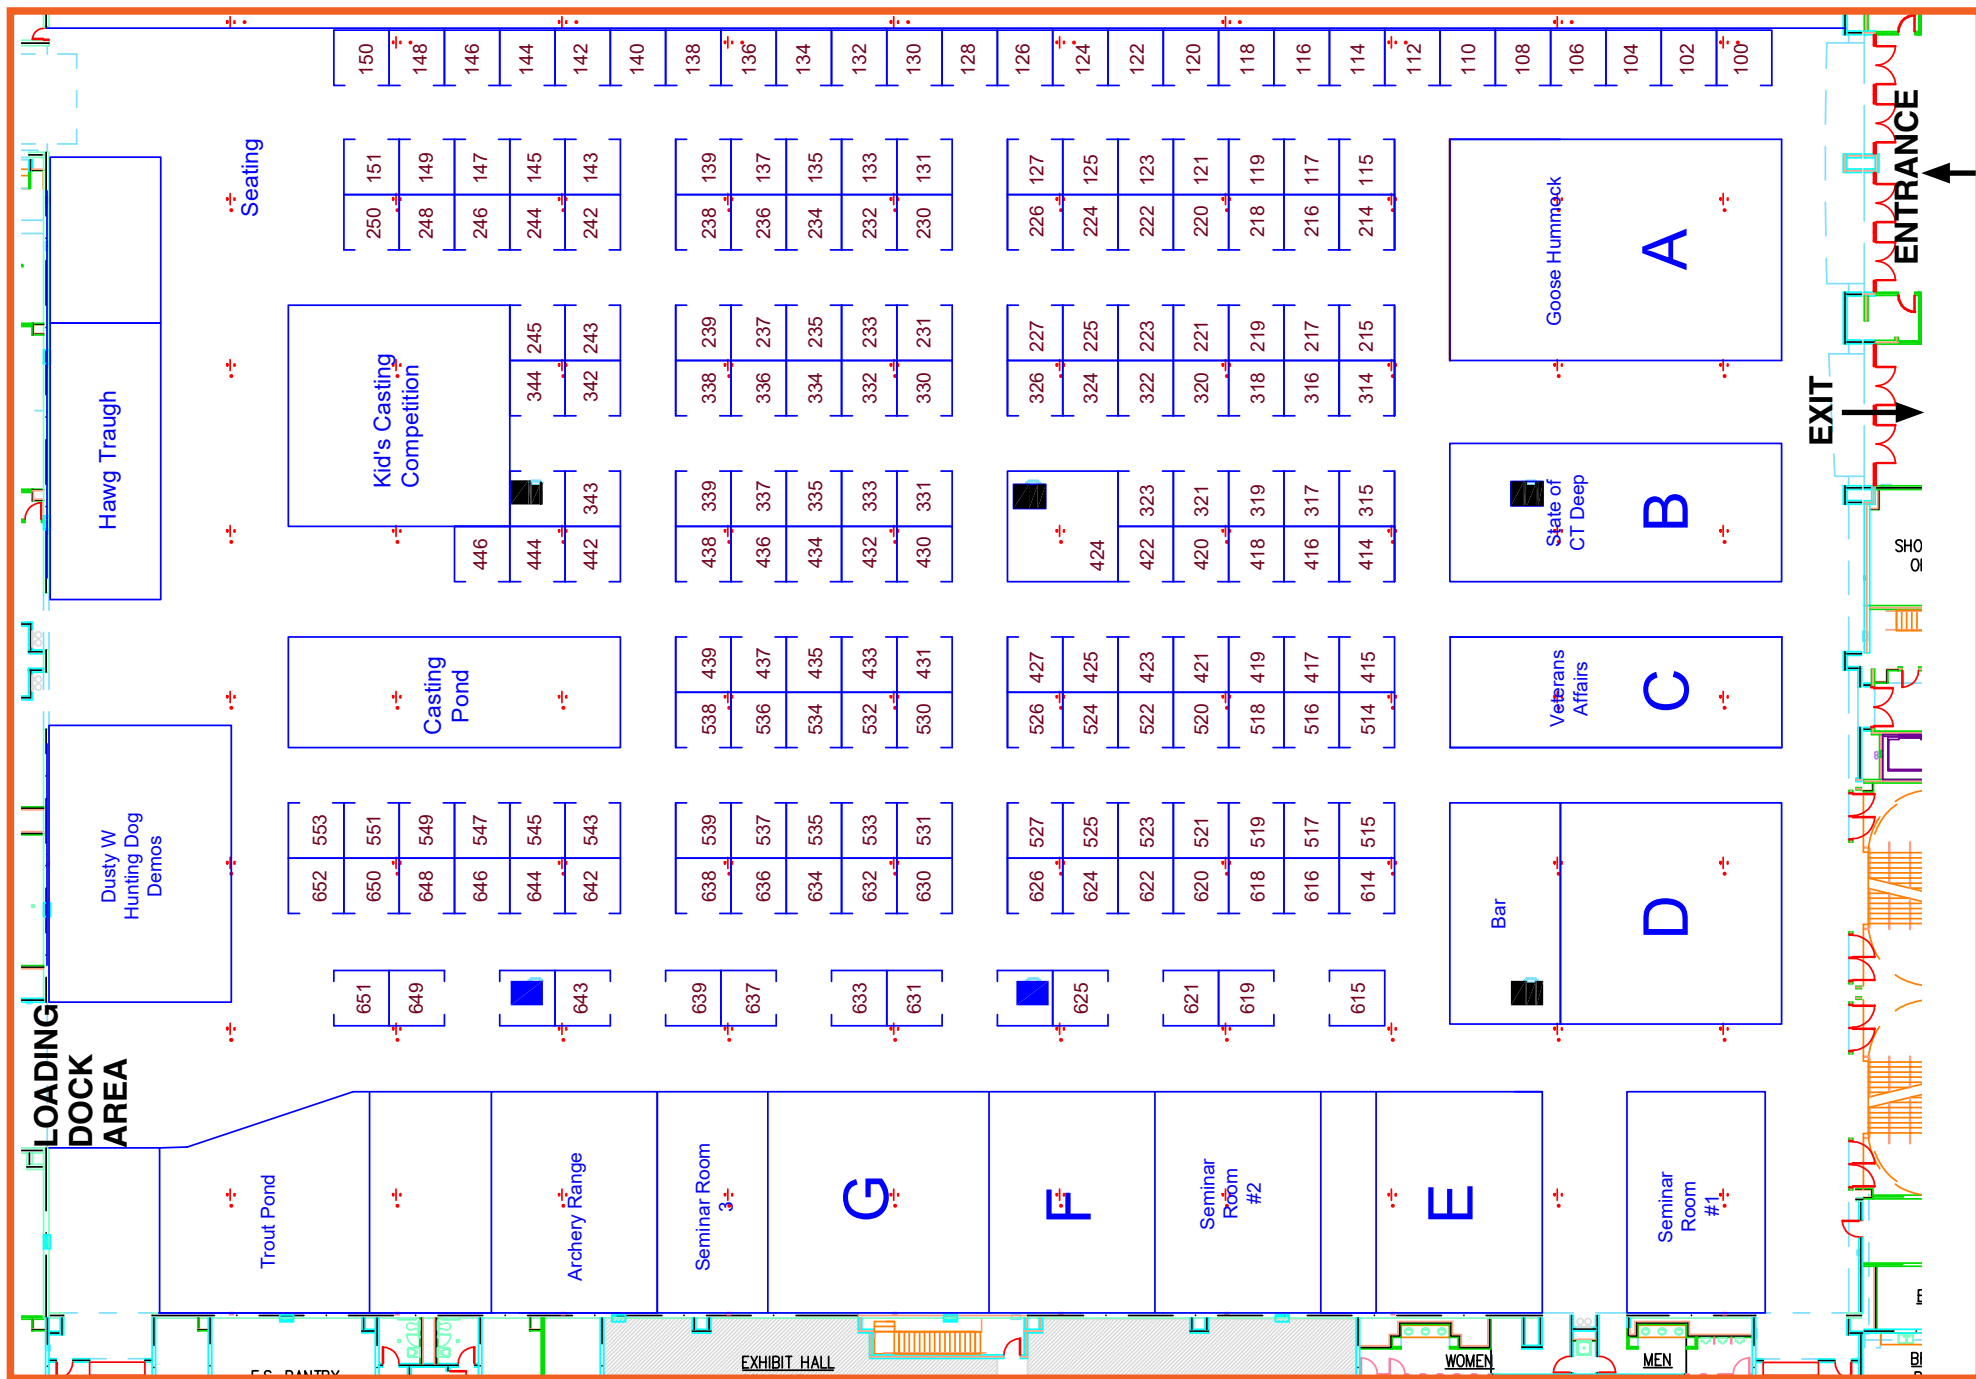 150 148 146 144 142 140 138 136 134 132 130 128 126 124 122 120 118 116 114 112 110 108 106 104 102 100
ENTRANCE
Seating
151 149 147 145 143 139 137 135 133 131 127 125 123 121 119 117 115
250 248 246 244 242 238 236 234 232 230 226 224 222 220 218 216 214
Goose Hummock
A
245 243 239 237 235 233 231 227 225 223 221 219 217 215
344 342 338 336 334 332 330 326 324 322 320 318 316 314
Kid's Casting
Competition
Hawg Traugh
EXIT
343 339 337 335 333 331 323 321 319 317 315
446 444 442 438 436 434 432 430 424 422 420 418 416 414
State of
CT Deep
B
SHO
Casting
Pond
439 437 435 433 431 427 425 423 421 419 417 415
538 536 534 532 530 526 524 522 520 518 516 514
Veterans
Affairs
C
Dusty W
Hunting Dog
Demos
553 551 549 547 545 543 539 537 535 533 531 527 525 523 521 519 517 515
652 650 648 646 644 642 638 636 634 632 630 626 624 622 620 618 616 614
Bar
D
651 649 643 639 637 633 631 625 621 619 615
LOADING
DOCK
AREA
Trout Pond
Archery Range
Seminar Room
3
G
F
Seminar
Room
#2
E
Seminar
Room
#1
EXHIBIT HALL
WOMEN
MEN
F.S. PANTRY